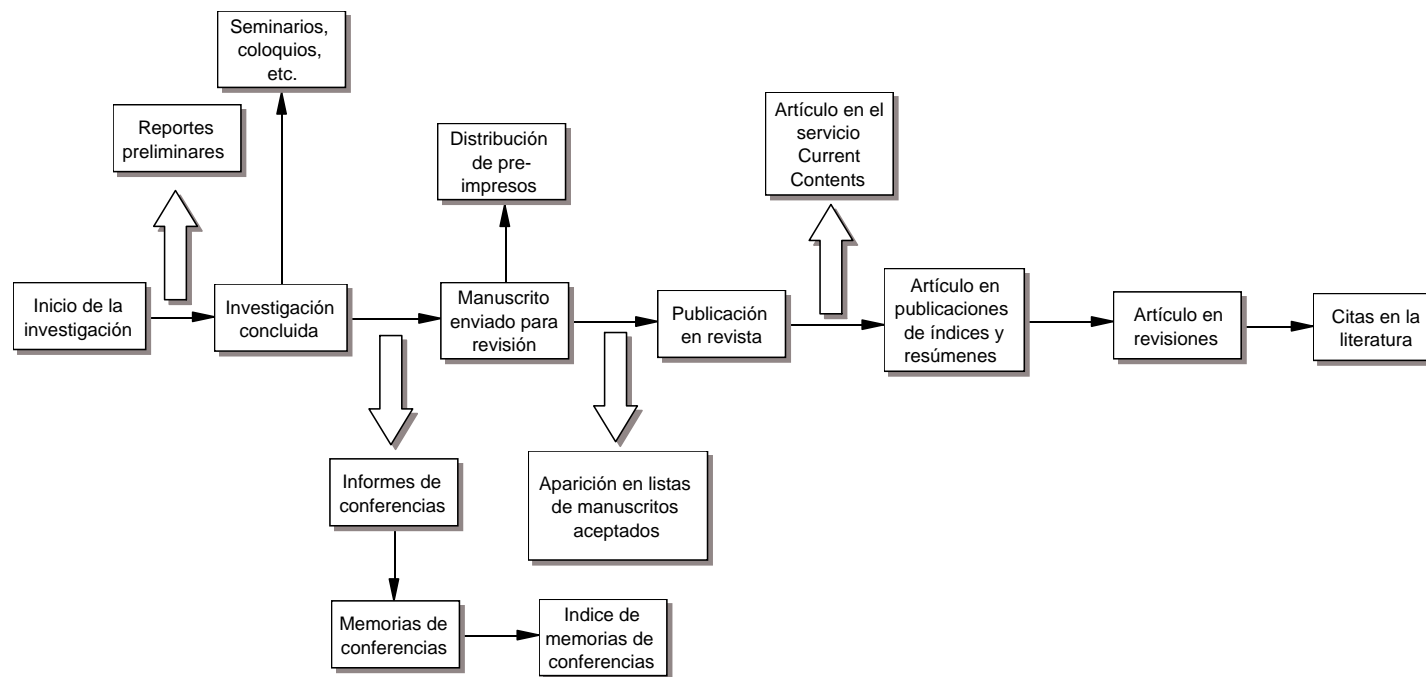 Seminarios,
coloquios,
etc.
Reportes
preliminares
Distribución
de pre-
impresos
Artículo en el
servicio
Current
Contents
Inicio de la
investigación
Investigación
concluida
Manuscrito
enviado para
revisión
Publicación
en revista
Artículo en
publicaciones
de índices y
resúmenes
Artículo en
revisiones
Citas en la
literatura
Informes de
conferencias
Aparición en listas
de manuscritos
aceptados
Memorias de
conferencias
Indice de
memorias de
conferencias